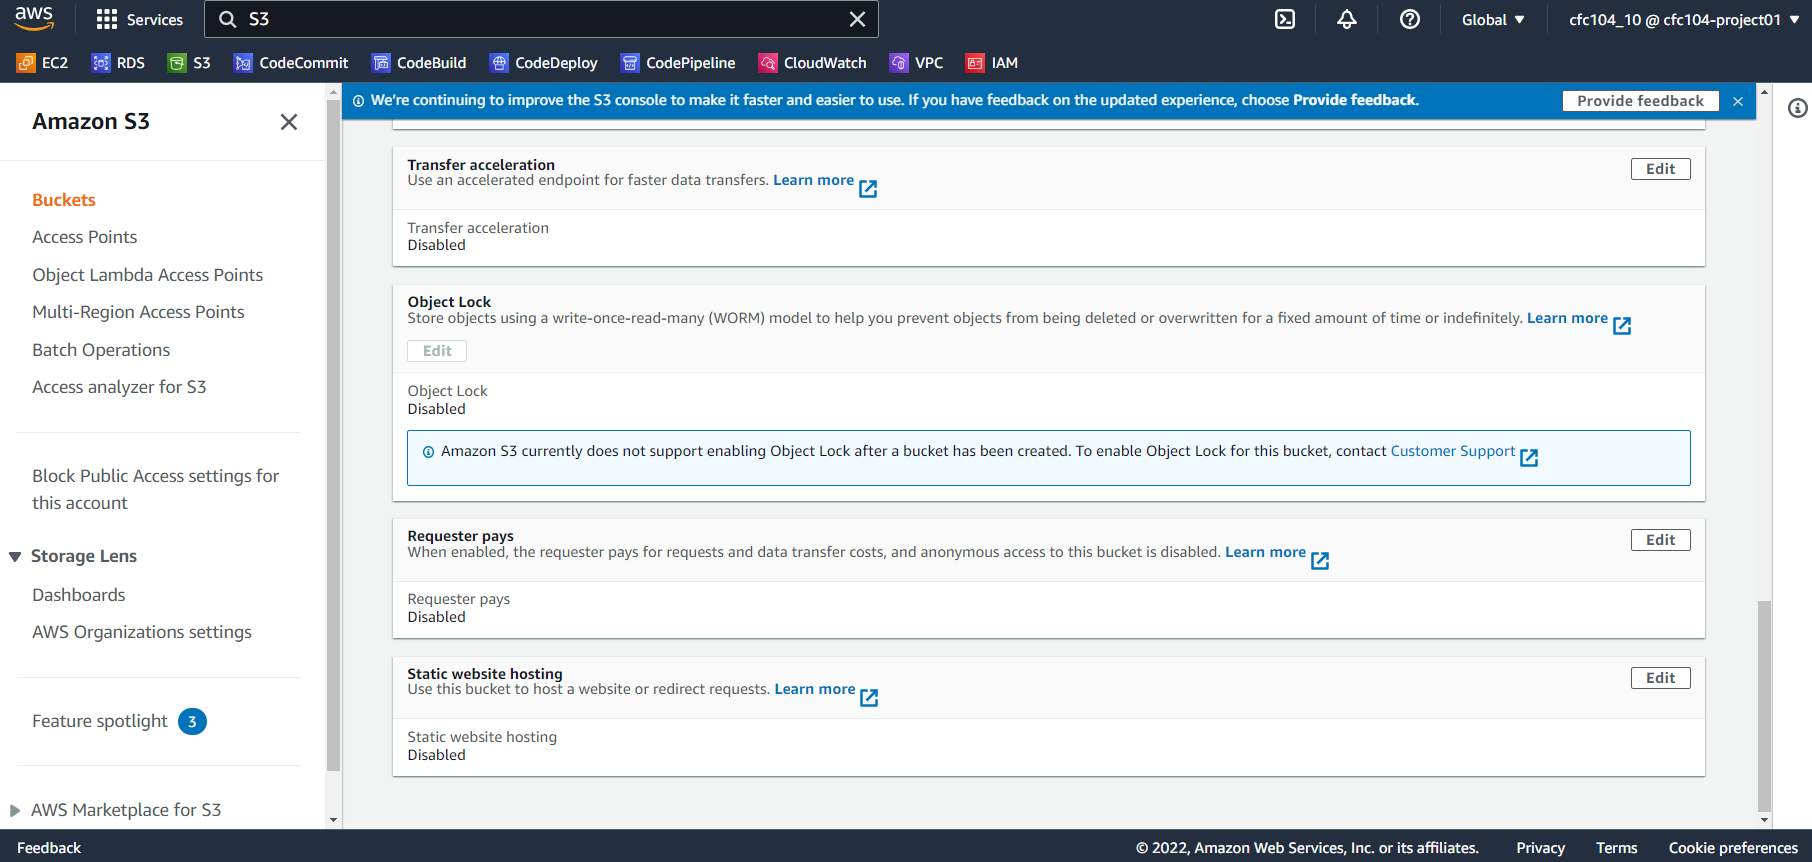 aws
Services
S3
Global
cfc104_10 @ cfc104-project01
EC2 RDS S3 CodeCommit CodeBuild CodeDeploy CodePipeline CloudWatch VPC IAM
Amazon S3
Buckets
Access Points
Object Lambda Access Points
Multi-Region Access Points
Batch Operations
Access analyzer for S3
Block Public Access settings for
this account
Storage Lens
Dashboards
AWS Organizations settings
Feature spotlight 3
AWS Marketplace for S3
We're continuing to improve the S3 console to make it faster and easier to use. If you have feedback on the updated experience, choose Provide feedback.
Provide feedback
Transfer acceleration
Use an accelerated endpoint for faster data transfers. Learn more
Edit
Transfer acceleration
Disabled
Object Lock
Store objects using a write-once-read-many (WORM) model to help you prevent objects from being deleted or overwritten for a fixed amount of time or indefinitely. Learn more
Edit
Object Lock
Disabled
Amazon S3 currently does not support enabling Object Lock after a bucket has been created. To enable Object Lock for this bucket, contact Customer Support
Requester pays
When enabled, the requester pays for requests and data transfer costs, and anonymous access to this bucket is disabled. Learn more
Edit
Requester pays
Disabled
Static website hosting
Use this bucket to host a website or redirect requests. Learn more
Edit
Static website hosting
Disabled
Feedback
© 2022, Amazon Web Services, Inc. or its affiliates.
Privacy
Terms
Cookie preferences